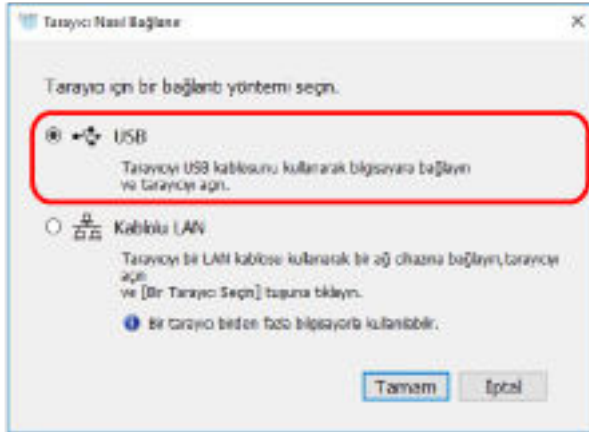 Tarayıcı Nasıl Bağlanır
Tarayıcı için bir bağlantı yöntemi seçin.
USB
Tarayıcıyı USB kablosunu kullanarak bilgisayara bağlayın
ve tarayıcıyı açın.
Kablolu LAN
Tarayıcıyı bir LAN kablosu kullanarak bir ağ cihazına bağlayın,tarayıcıyı
açın
ve [Bir Tarayıcı Seçin] tuşuna tıklayın.
Bir tarayıcı birden fazla bilgisayarla kullanılabilir.
Tamam
İptal